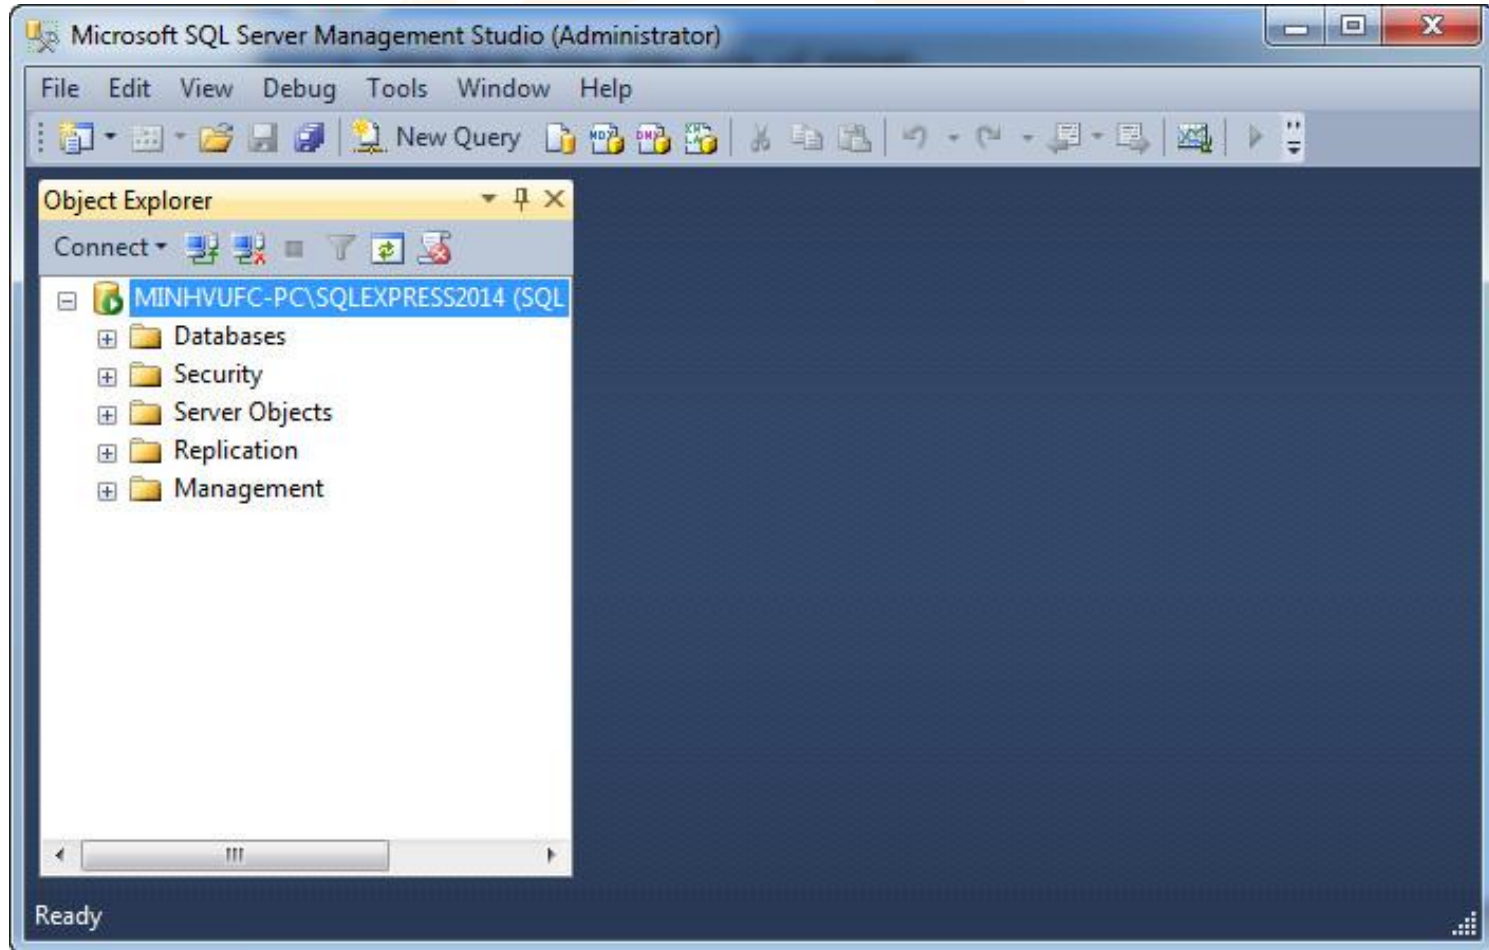 Microsoft SQL Server Management Studio (Administrator)
File Edit View Debug Tools Window Help
New Query
Object Explorer
Connect
MINHVUFC-PC\SQLEXPRESS2014 (SQL
Databases
Security
Server Objects
Replication
Management
Ready